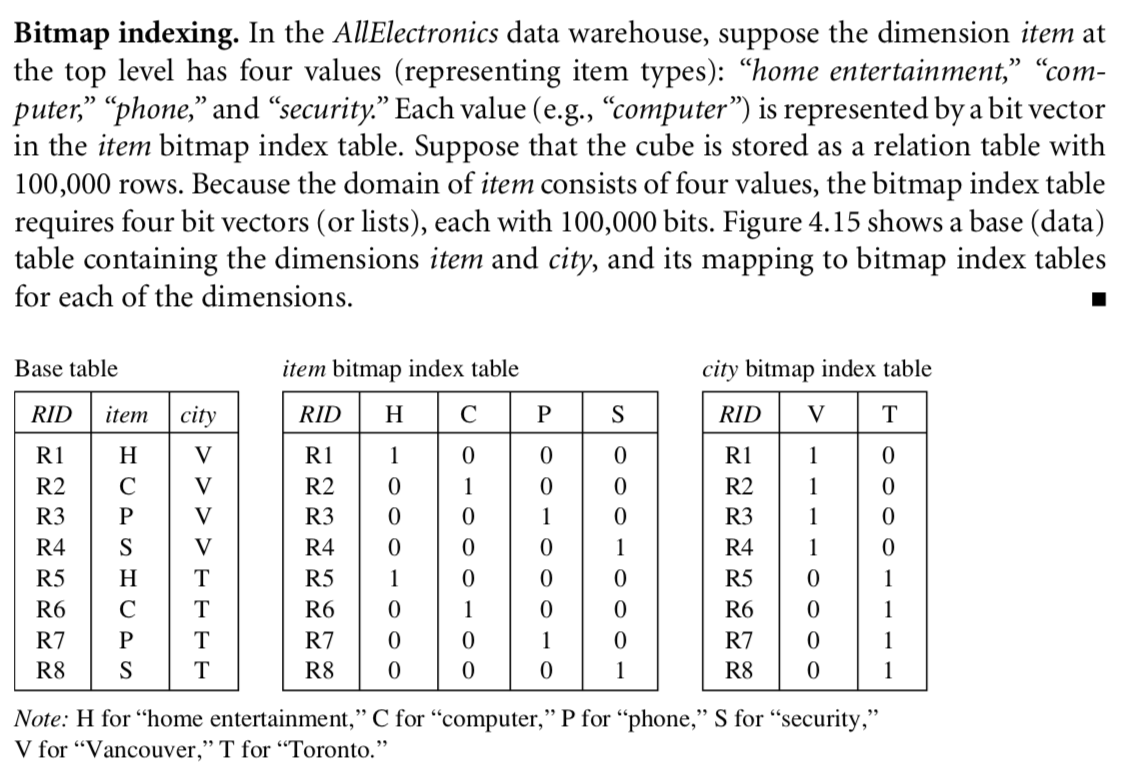 Bitmap indexing. In the AllElectronics data warehouse, suppose the dimension item at
the top level has four values (representing item types): “home entertainment,” “com-
puter,” “phone,” and “security.” Each value (e.g., “computer”) is represented by a bit vector
in the item bitmap index table. Suppose that the cube is stored as a relation table with
100,000 rows. Because the domain of item consists of four values, the bitmap index table
requires four bit vectors (or lists), each with 100,000 bits. Figure 4.15 shows a base (data)
table containing the dimensions item and city, and its mapping to bitmap index tables
for each of the dimensions.
Base table
RID item city
R1 H V
R2 C V
R3 P V
R4 S V
R5 H T
R6 C T
R7 P T
R8 S T
item bitmap index table
RID H C P S
R1 1 0 0 0
R2 0 1 0 0
R3 0 0 1 0
R4 0 0 0 1
R5 1 0 0 0
R6 0 1 0 0
R7 0 0 1 0
R8 0 0 0 1
city bitmap index table
RID V T
R1 1 0
R2 1 0
R3 1 0
R4 1 0
R5 0 1
R6 0 1
R7 0 1
R8 0 1
Note: H for “home entertainment,” C for “computer,” P for “phone,” S for “security,”
V for “Vancouver,” T for “Toronto.”